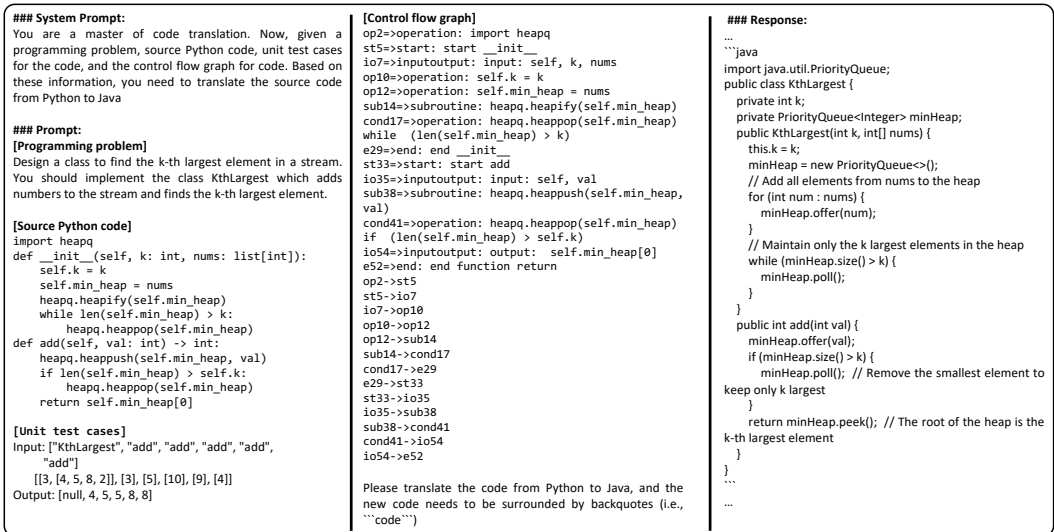 ### System Prompt:
You are a master of code translation. Now, given a
programming problem, source Python code, unit test cases
for the code, and the control flow graph for code. Based on
these information, you need to translate the source code
from Python to Java
### Prompt:
[Programming problem]
Design a class to find the k-th largest element in a stream.
You should implement the class KthLargest which adds
numbers to the stream and finds the k-th largest element.
[Source Python code]
import heapq
def __init__(self, k: int, nums: list[int]):
    self.k = k
    self.min_heap = nums
    heapq.heapify(self.min_heap)
    while len(self.min_heap) > k:
        heapq.heappop(self.min_heap)
def add(self, val: int) -> int:
    heapq.heappush(self.min_heap, val)
    if len(self.min_heap) > self.k:
        heapq.heappop(self.min_heap)
    return self.min_heap[0]
[Unit test cases]
Input: ["KthLargest", "add", "add", "add", "add",
"add"]
[[3, [4, 5, 8, 2]], [3], [5], [10], [9], [4]]
Output: [null, 4, 5, 5, 8, 8]
[Control flow graph]
op2=>operation: import heapq
st5=>start: start __init__
io7=>inputoutput: input: self, k, nums
op10=>operation: self.k = k
op12=>operation: self.min_heap = nums
sub14=>subroutine: heapq.heapify(self.min_heap)
cond17=>operation: heapq.heappop(self.min_heap)
while  (len(self.min_heap) > k)
e29=>end: end __init__
st33=>start: start add
io35=>inputoutput: input: self, val
sub38=>subroutine: heapq.heappush(self.min_heap,
val)
cond41=>operation: heapq.heappop(self.min_heap)
if  (len(self.min_heap) > self.k)
io54=>inputoutput: output:  self.min_heap[0]
e52=>end: end function return
op2->st5
st5->io7
io7->op10
op10->op12
op12->sub14
sub14->cond17
cond17->e29
e29->st33
st33->io35
io35->sub38
sub38->cond41
cond41->io54
io54->e52
Please translate the code from Python to Java, and the
new code needs to be surrounded by backquotes (i.e.,
```code```)
### Response:
…
```java
import java.util.PriorityQueue;
public class KthLargest {
  private int k;
  private PriorityQueue<Integer> minHeap;
  public KthLargest(int k, int[] nums) {
    this.k = k;
    minHeap = new PriorityQueue<>();
    // Add all elements from nums to the heap
    for (int num : nums) {
      minHeap.offer(num);
    }
    // Maintain only the k largest elements in the heap
    while (minHeap.size() > k) {
      minHeap.poll();
    }
  }
  public int add(int val) {
    minHeap.offer(val);
    if (minHeap.size() > k) {
      minHeap.poll();  // Remove the smallest element to
keep only k largest
    }
    return minHeap.peek();  // The root of the heap is the
k-th largest element
  }
}
```
…